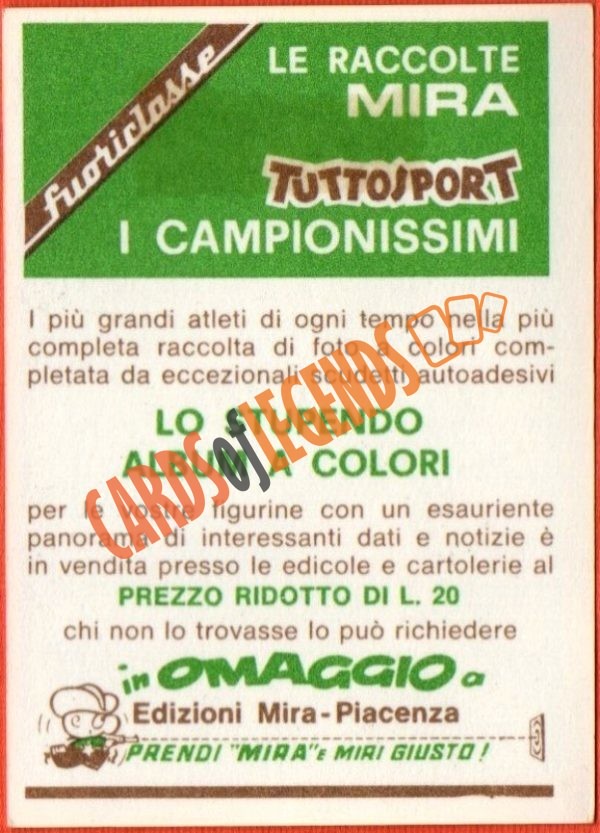 fuoriclasse
LE RACCOLTE
MIRA
TUTTOSPORT
I CAMPIONISSIMI
I più grandi atleti di ogni tempo nella più
completa raccolta di foto a colori com-
pletata da eccezionali scudetti autoadesivi
LO STUPENDO
ALBUM A COLORI
per le vostre figurine con un esauriente
panorama di interessanti dati e notizie è
in vendita presso le edicole e cartolerie al
PREZZO RIDOTTO DI L. 20
chi non lo trovasse lo può richiedere
in OMAGGIO a
Edizioni Mira-Piacenza
PRENDI "MIRA" E MIRI GIUSTO!
CARDS of LEGENDS